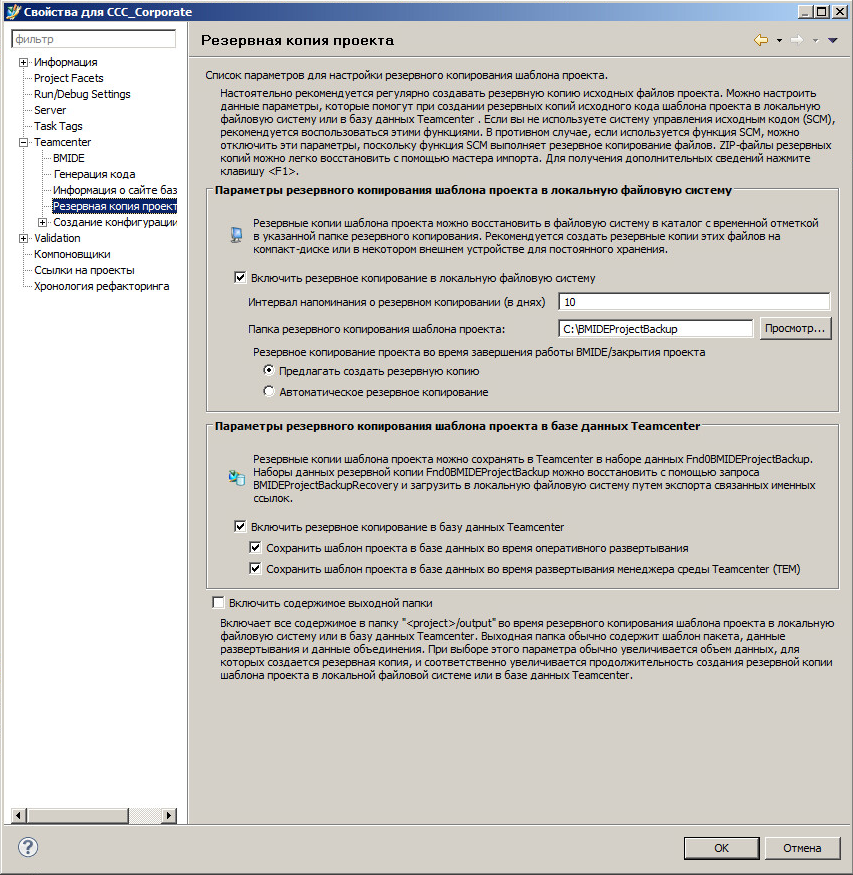 Свойства для CCC_Corporate
фильтр
Информация
Project Facets
Run/Debug Settings
Server
Task Tags
Teamcenter
BMIDE
Генерация кода
Информация о сайте баз
Резервная копия проект
Создание конфигурации
Validation
Компоновщики
Ссылки на проекты
Хронология рефакторинга
Резервная копия проекта
Список параметров для настройки резервного копирования шаблона проекта.
Настоятельно рекомендуется регулярно создавать резервную копию исходных файлов проекта. Можно настроить
данные параметры, которые помогут при создании резервных копий исходного кода шаблона проекта в локальную
файловую систему или в базу данных Teamcenter . Если вы не используете систему управления исходным кодом (SCM),
рекомендуется воспользоваться этими функциями. В противном случае, если используется функция SCM, можно
отключить эти параметры, поскольку функция SCM выполняет резервное копирование файлов. ZIP-файлы резервных
копий можно легко восстановить с помощью мастера импорта. Для получения дополнительных сведений нажмите
клавишу <F1>.
Параметры резервного копирования шаблона проекта в локальную файловую систему
Резервные копии шаблона проекта можно восстановить в файловую систему в каталог с временной отметкой
в указанной папке резервного копирования. Рекомендуется создать резервные копии этих файлов на
компакт-диске или в некотором внешнем устройстве для постоянного хранения.
Включить резервное копирование в локальную файловую систему
Интервал напоминания о резервном копировании (в днях)
10
Папка резервного копирования шаблона проекта:
C:\BMIDEProjectBackup
Просмотр...
Резервное копирование проекта во время завершения работы BMIDE/закрытия проекта
Предлагать создать резервную копию
Автоматическое резервное копирование
Параметры резервного копирования шаблона проекта в базе данных Teamcenter
Резервные копии шаблона проекта можно сохранять в Teamcenter в наборе данных Fnd0BMIDEProjectBackup.
Наборы данных резервной копии Fnd0BMIDEProjectBackup можно восстановить с помощью запроса
BMIDEProjectBackupRecovery и загрузить в локальную файловую систему путем экспорта связанных именных
ссылок.
Включить резервное копирование в базу данных Teamcenter
Сохранить шаблон проекта в базе данных во время оперативного развертывания
Сохранить шаблон проекта в базе данных во время развертывания менеджера среды Teamcenter (TEM)
Включить содержимое выходной папки
Включает все содержимое в папку "<project>/output" во время резервного копирования шаблона проекта в локальную
файловую систему или в базу данных Teamcenter. Выходная папка обычно содержит шаблон пакета, данные
развертывания и данные объединения. При выборе этого параметра обычно увеличивается объем данных, для
которых создается резервная копия, и соответственно увеличивается продолжительность создания резервной копии
шаблона проекта в локальной файловой системе или в базе данных Teamcenter.
?
OK
Отмена